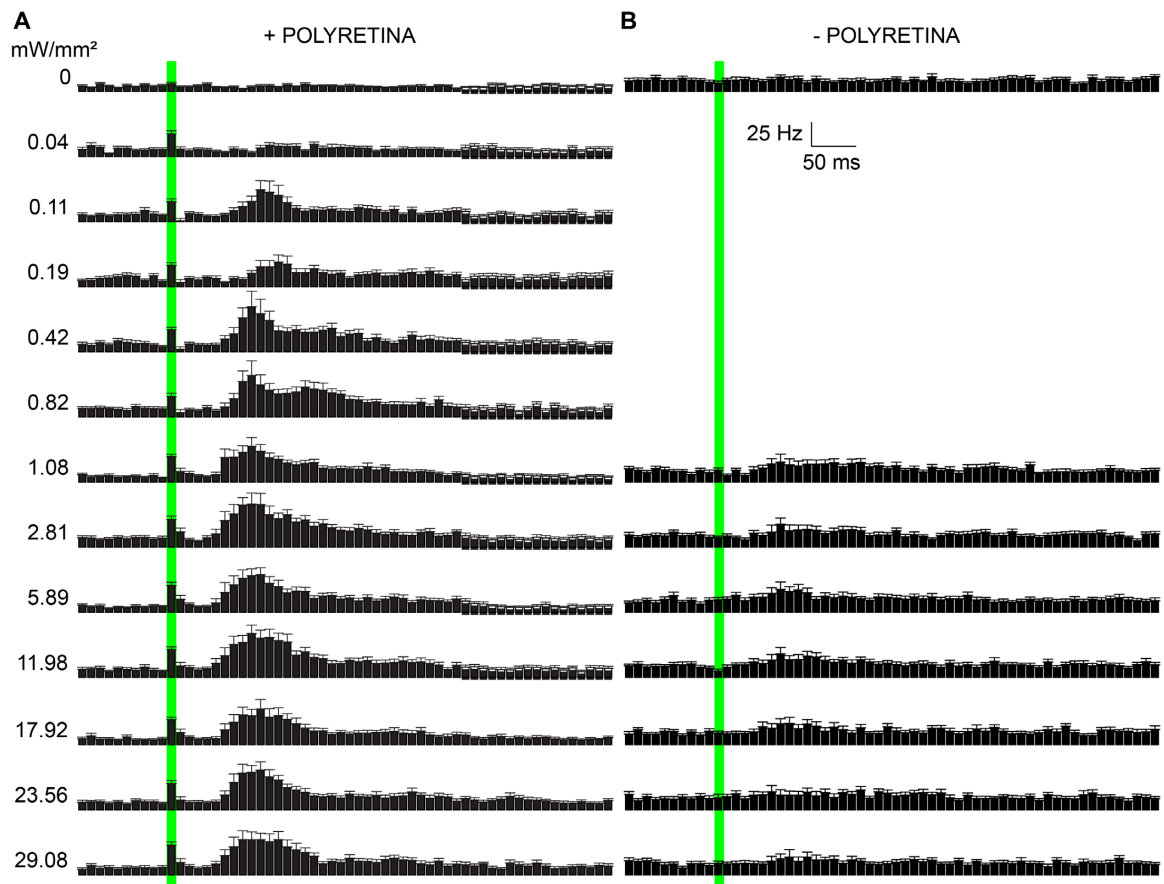 A
B
+ POLYRETINA
- POLYRETINA
mW/mm²
0
0.04
25 Hz
50 ms
0.11
0.19
0.42
0.82
1.08
2.81
5.89
11.98
17.92
23.56
29.08